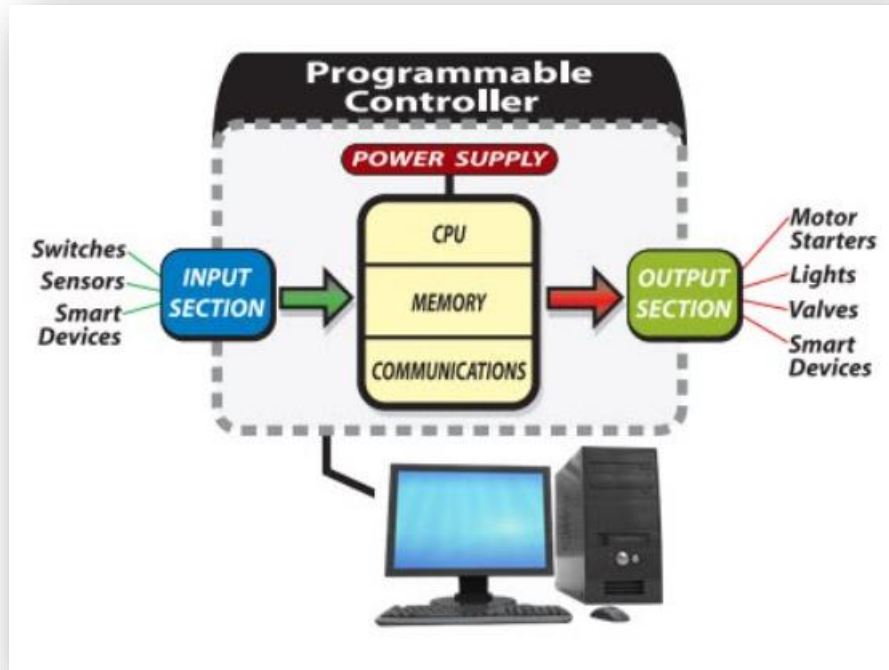 Programmable
Controller
POWER SUPPLY
Switches
Sensors
Smart
Devices
INPUT
SECTION
CPU
MEMORY
COMMUNICATIONS
OUTPUT
SECTION
Motor
Starters
Lights
Valves
Smart
Devices